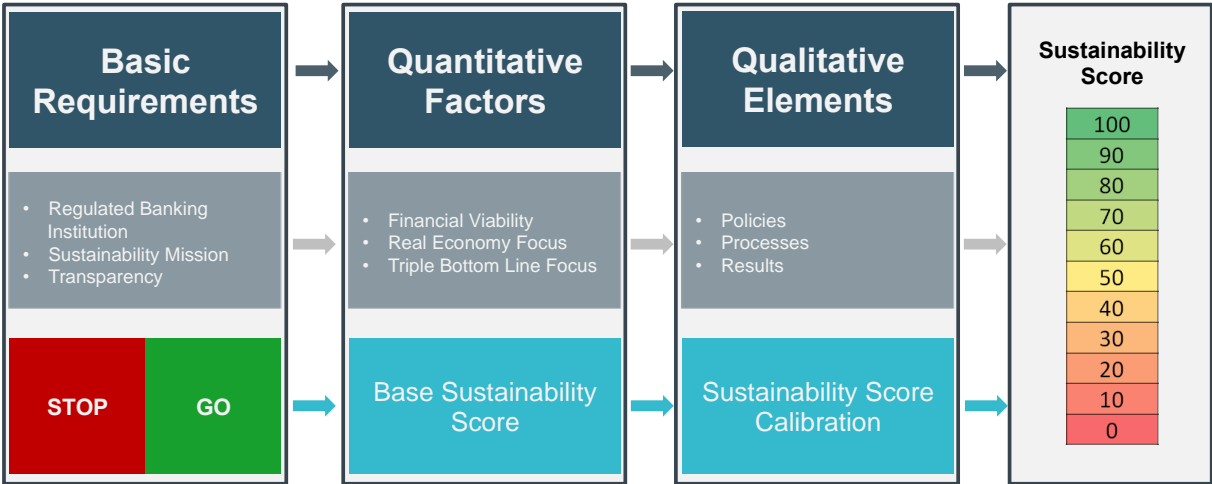 Basic
Requirements
• Regulated Banking
Institution
• Sustainability Mission
• Transparency
STOP
GO
Quantitative
Factors
• Financial Viability
• Real Economy Focus
• Triple Bottom Line Focus
Base Sustainability
Score
Qualitative
Elements
• Policies
• Processes
• Results
Sustainability Score
Calibration
Sustainability
Score
100
90
80
70
60
50
40
30
20
10
0